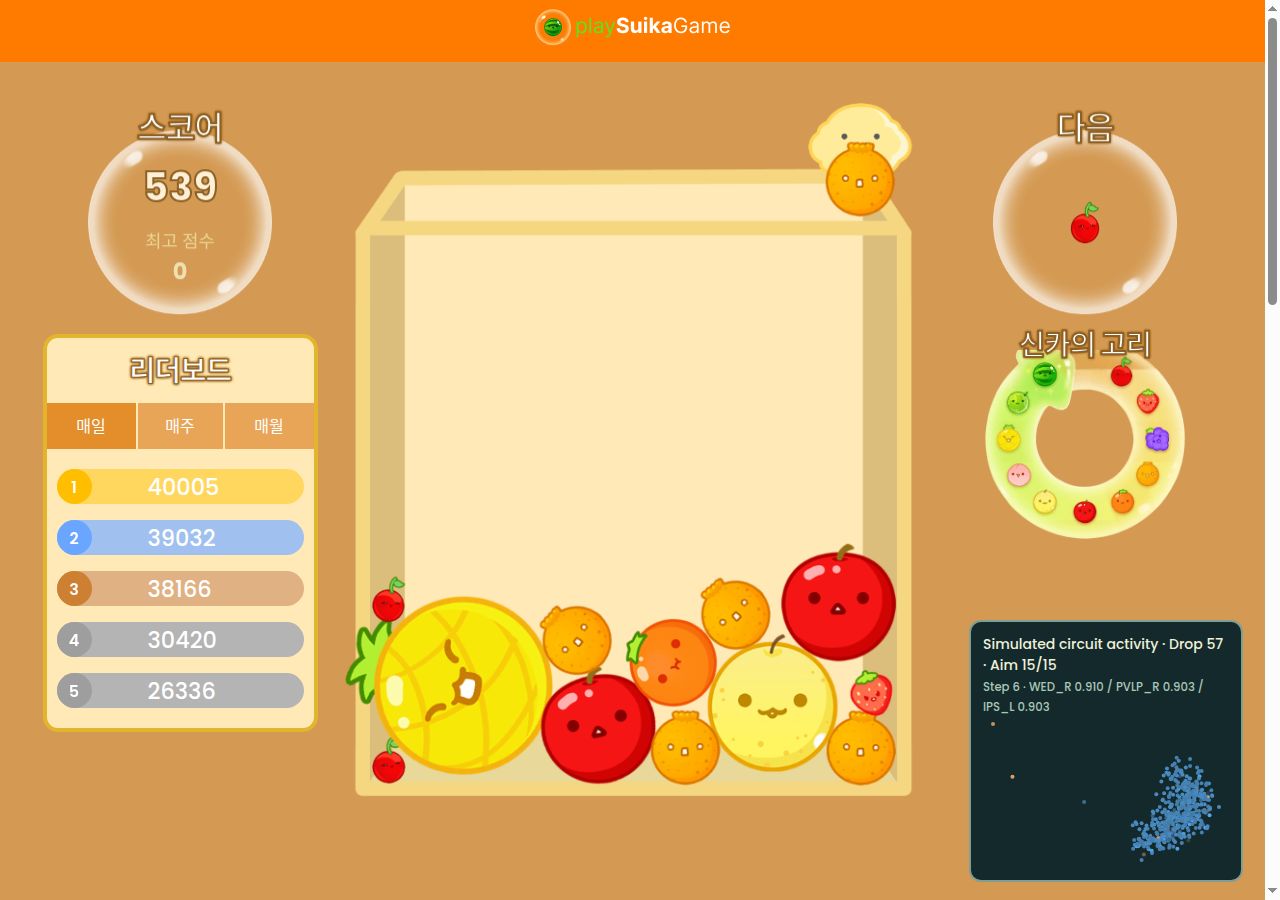 playSuikaGame
스코어
539
최고 점수
0
다음
신카의 고리
리더보드
매일 매주 매월
1 40005
2 39032
3 38166
4 30420
5 26336
Simulated circuit activity · Drop 57
· Aim 15/15
Step 6 · WED_R 0.910 / PVLP_R 0.903 /
IPS_L 0.903